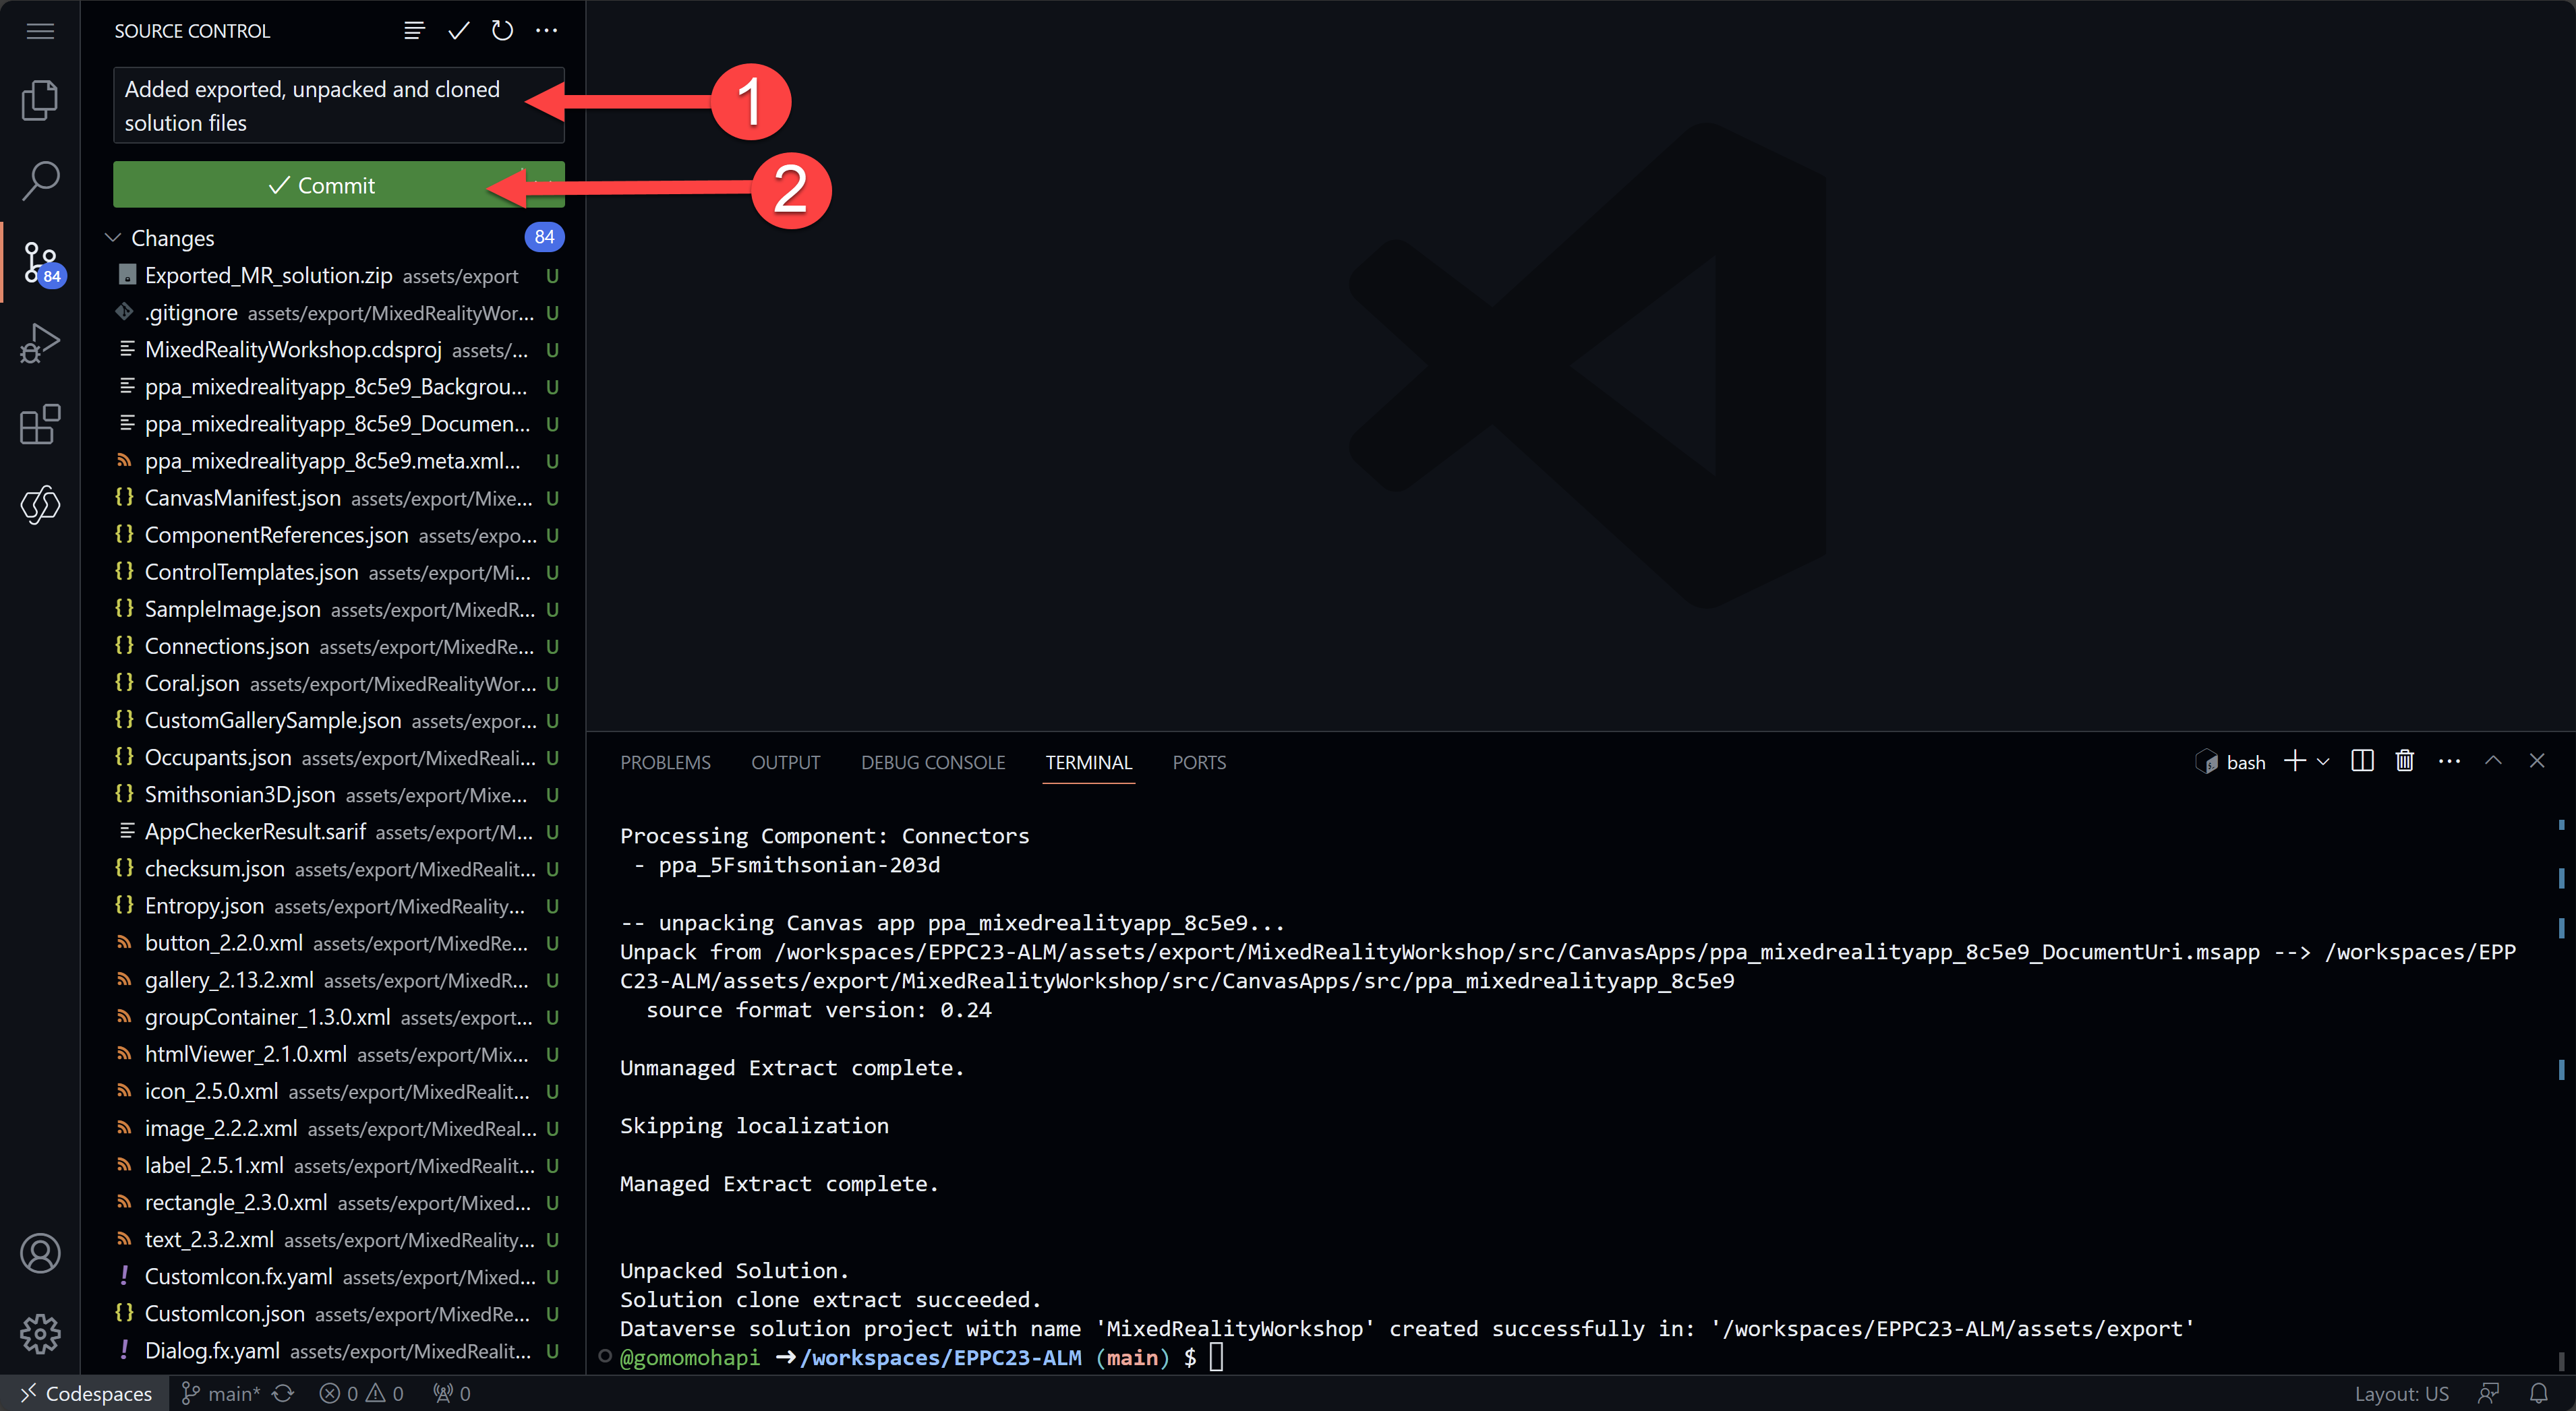 SOURCE CONTROL
Added exported, unpacked and cloned
solution files
1
Commit
2
Changes 84
84
Exported_MR_solution.zip assets/export U
.gitignore assets/export/MixedRealityWor... U
MixedRealityWorkshop.cdsproj assets/... U
ppa_mixedrealityapp_8c5e9_Backgrou... U
ppa_mixedrealityapp_8c5e9_Documen... U
ppa_mixedrealityapp_8c5e9.meta.xml... U
{} CanvasManifest.json assets/export/Mixe... U
{} ComponentReferences.json assets/expo... U
{} ControlTemplates.json assets/export/Mi... U
{} SampleImage.json assets/export/MixedR... U
{} Connections.json assets/export/MixedRe... U
{} Coral.json assets/export/MixedRealityWor... U
{} CustomGallerySample.json assets/expor... U
{} Occupants.json assets/export/MixedReali... U
{} Smithsonian3D.json assets/export/Mixe... U
AppCheckerResult.sarif assets/export/M... U
{} checksum.json assets/export/MixedRealit... U
{} Entropy.json assets/export/MixedReality... U
button_2.2.0.xml assets/export/MixedRe... U
gallery_2.13.2.xml assets/export/MixedR... U
groupContainer_1.3.0.xml assets/export... U
htmlViewer_2.1.0.xml assets/export/Mix... U
icon_2.5.0.xml assets/export/MixedRealit... U
image_2.2.2.xml assets/export/MixedReal... U
label_2.5.1.xml assets/export/MixedRealit... U
rectangle_2.3.0.xml assets/export/Mixed... U
text_2.3.2.xml assets/export/MixedReality... U
! CustomIcon.fx.yaml assets/export/Mixed... U
{} CustomIcon.json assets/export/MixedRe... U
! Dialog.fx.yaml assets/export/MixedRealit... U
PROBLEMS OUTPUT DEBUG CONSOLE TERMINAL PORTS bash
Processing Component: Connectors
- ppa_5Fsmithsonian-203d
-- unpacking Canvas app ppa_mixedrealityapp_8c5e9...
Unpack from /workspaces/EPPC23-ALM/assets/export/MixedRealityWorkshop/src/CanvasApps/ppa_mixedrealityapp_8c5e9_DocumentUri.msapp --> /workspaces/EPP
C23-ALM/assets/export/MixedRealityWorkshop/src/CanvasApps/src/ppa_mixedrealityapp_8c5e9
source format version: 0.24
Unmanaged Extract complete.
Skipping localization
Managed Extract complete.
Unpacked Solution.
Solution clone extract succeeded.
Dataverse solution project with name 'MixedRealityWorkshop' created successfully in: '/workspaces/EPPC23-ALM/assets/export'
@gomomohapi ➜/workspaces/EPPC23-ALM (main) $
Codespaces main* 0 0 0 Layout: US